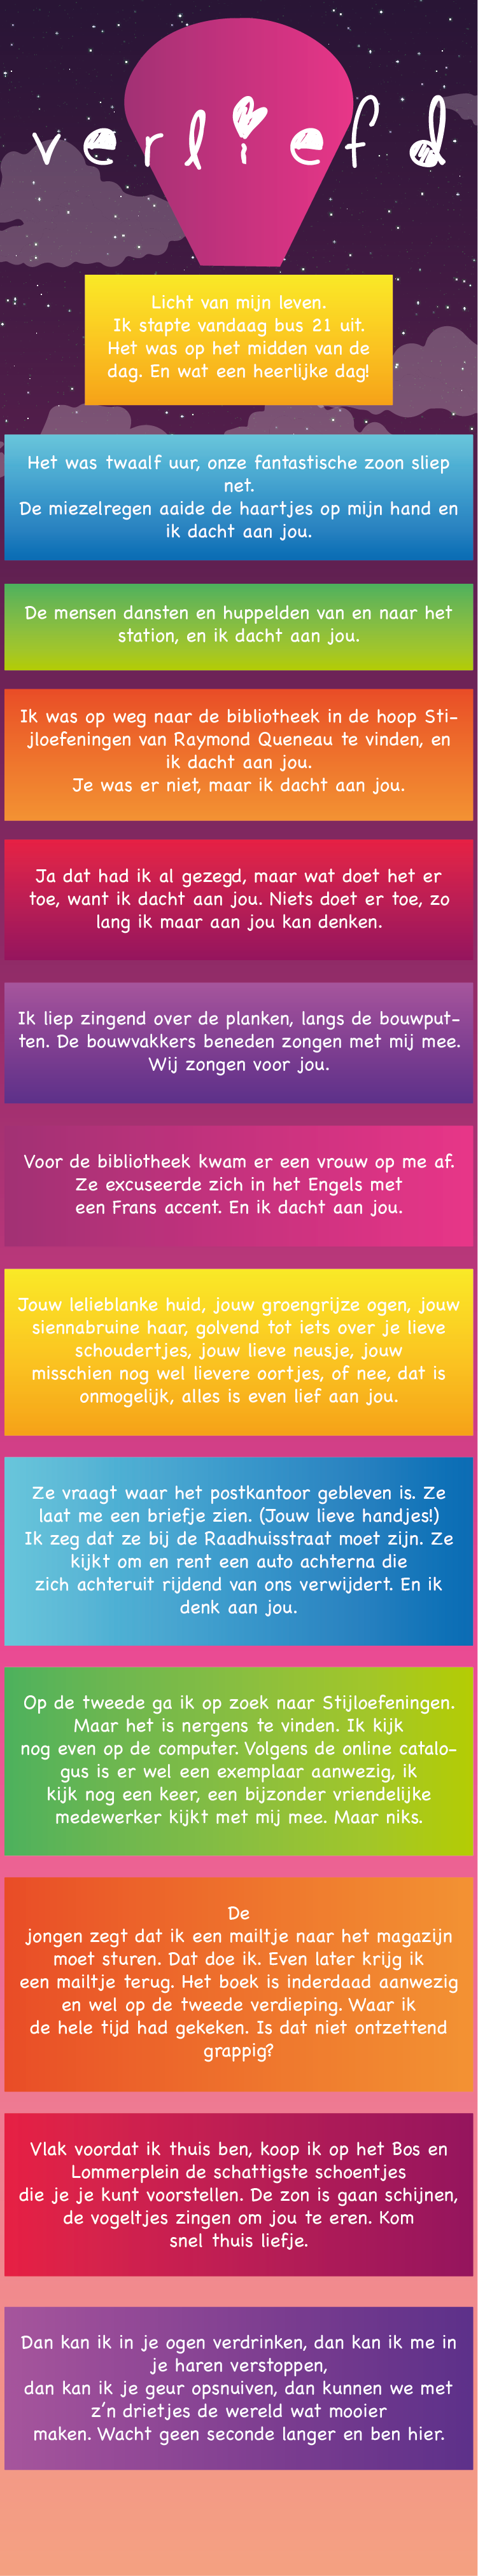 verliefd
Licht van mijn leven.
Ik stapte vandaag bus 21 uit.
Het was op het midden van de
dag. En wat een heerlijke dag!
Het was twaalf uur, onze fantastische zoon sliep
net.
De miezelregen aaide de haartjes op mijn hand en
ik dacht aan jou.
De mensen dansten en huppelden van en naar het
station, en ik dacht aan jou.
Ik was op weg naar de bibliotheek in de hoop Sti-
jloefeningen van Raymond Queneau te vinden, en
ik dacht aan jou.
Je was er niet, maar ik dacht aan jou.
Ja dat had ik al gezegd, maar wat doet het er
toe, want ik dacht aan jou. Niets doet er toe, zo
lang ik maar aan jou kan denken.
Ik liep zingend over de planken, langs de bouwput-
ten. De bouwvakkers beneden zongen met mij mee.
Wij zongen voor jou.
Voor de bibliotheek kwam er een vrouw op me af.
Ze excuseerde zich in het Engels met
een Frans accent. En ik dacht aan jou.
Jouw lelieblanke huid, jouw groengrijze ogen, jouw
siennabruine haar, golvend tot iets over je lieve
schoudertjes, jouw lieve neusje, jouw
misschien nog wel lievere oortjes, of nee, dat is
onmogelijk, alles is even lief aan jou.
Ze vraagt waar het postkantoor gebleven is. Ze
laat me een briefje zien. (Jouw lieve handjes!)
Ik zeg dat ze bij de Raadhuisstraat moet zijn. Ze
kijkt om en rent een auto achterna die
zich achteruit rijdend van ons verwijdert. En ik
denk aan jou.
Op de tweede ga ik op zoek naar Stijloefeningen.
Maar het is nergens te vinden. Ik kijk
nog even op de computer. Volgens de online catalo-
gus is er wel een exemplaar aanwezig, ik
kijk nog een keer, een bijzonder vriendelijke
medewerker kijkt met mij mee. Maar niks.
De
jongen zegt dat ik een mailtje naar het magazijn
moet sturen. Dat doe ik. Even later krijg ik
een mailtje terug. Het boek is inderdaad aanwezig
en wel op de tweede verdieping. Waar ik
de hele tijd had gekeken. Is dat niet ontzettend
grappig?
Vlak voordat ik thuis ben, koop ik op het Bos en
Lommerplein de schattigste schoentjes
die je je kunt voorstellen. De zon is gaan schijnen,
de vogeltjes zingen om jou te eren. Kom
snel thuis liefje.
Dan kan ik in je ogen verdrinken, dan kan ik me in
je haren verstoppen,
dan kan ik je geur opsnuiven, dan kunnen we met
z'n drietjes de wereld wat mooier
maken. Wacht geen seconde langer en ben hier.